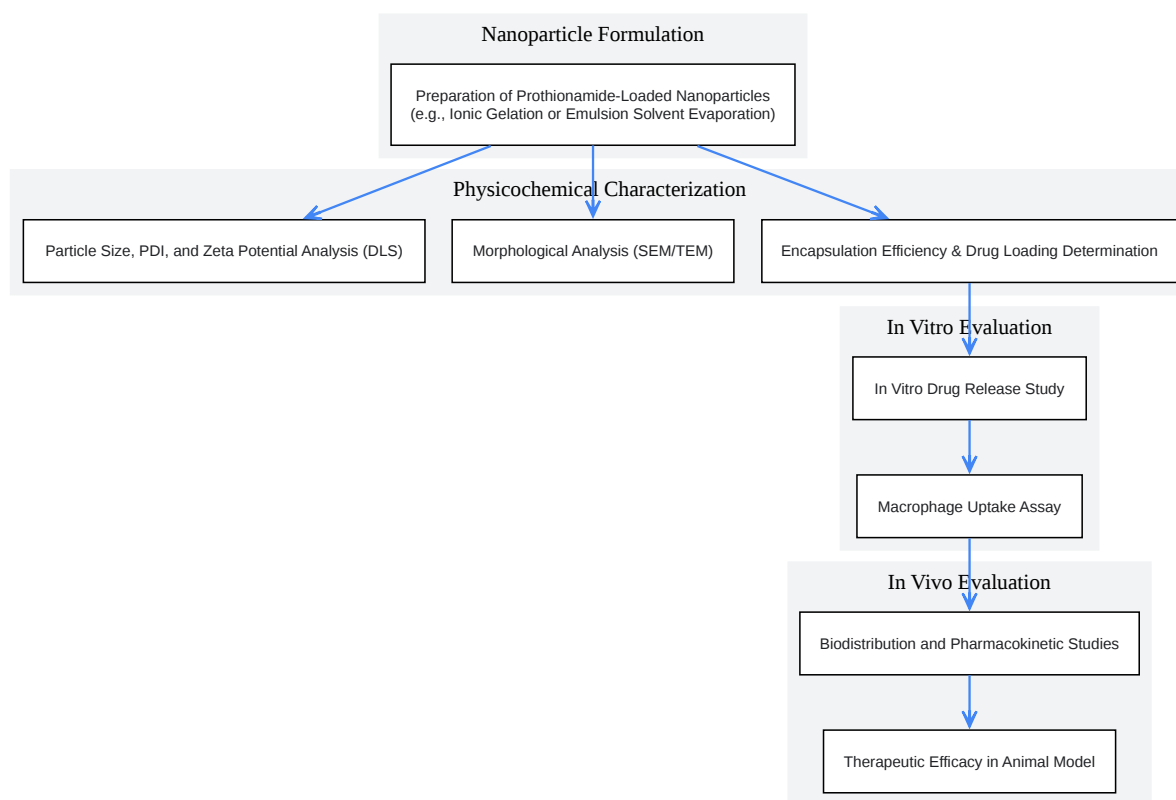 Nanoparticle Formulation
Preparation of Prothionamide-Loaded Nanoparticles
(e.g., Ionic Gelation or Emulsion Solvent Evaporation)
Physicochemical Characterization
Particle Size, PDI, and Zeta Potential Analysis (DLS)
Morphological Analysis (SEM/TEM)
Encapsulation Efficiency & Drug Loading Determination
In Vitro Evaluation
In Vitro Drug Release Study
Macrophage Uptake Assay
In Vivo Evaluation
Biodistribution and Pharmacokinetic Studies
Therapeutic Efficacy in Animal Model